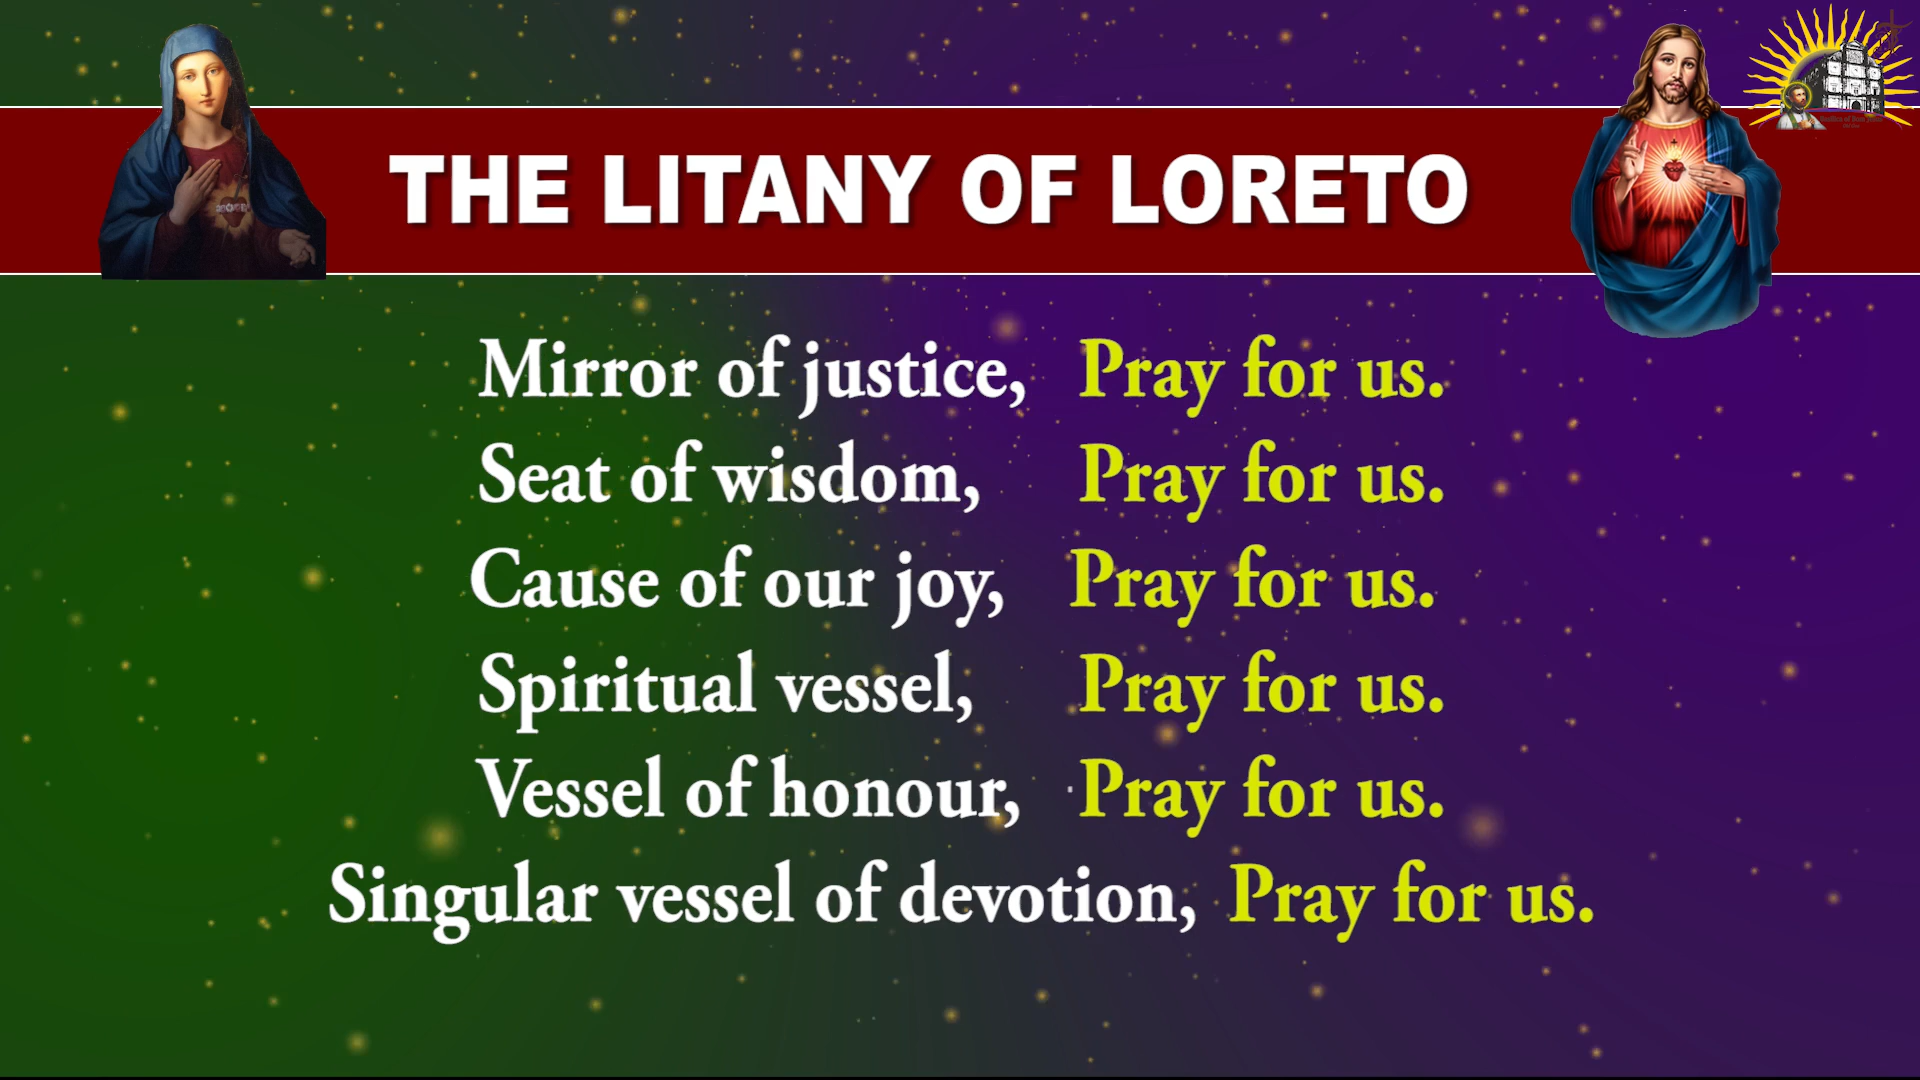 THE LITANY OF LORETO
Mirror of justice, Pray for us.
Seat of wisdom, Pray for us.
Cause of our joy, Pray for us.
Spiritual vessel, Pray for us.
Vessel of honour, Pray for us.
Singular vessel of devotion, Pray for us.